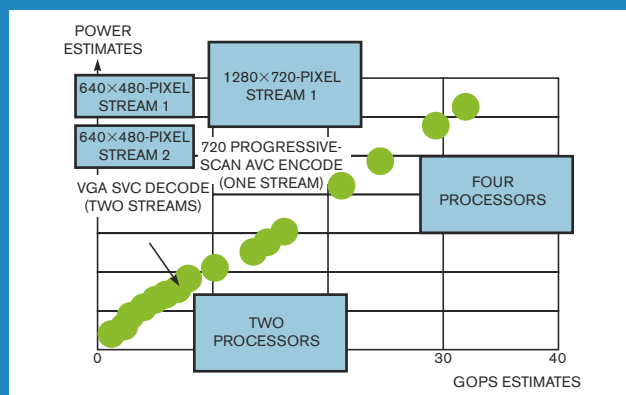 POWER
ESTIMATES
640×480-PIXEL
STREAM 1
1280×720-PIXEL
STREAM 1
640×480-PIXEL
STREAM 2
720 PROGRESSIVE-
SCAN AVC ENCODE
(ONE STREAM)
VGA SVC DECODE
(TWO STREAMS)
FOUR
PROCESSORS
TWO
PROCESSORS
0
30
40
GOPS ESTIMATES